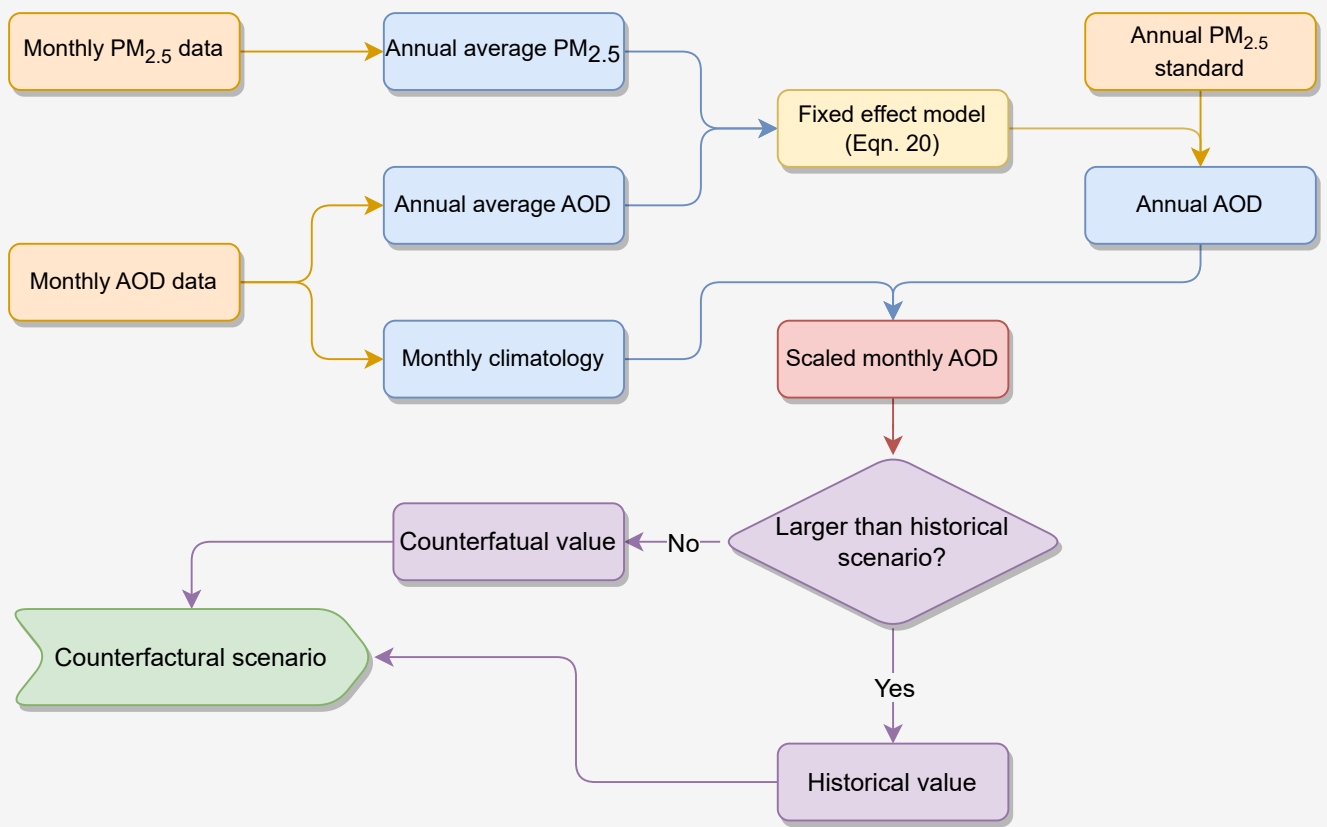 Monthly PM2.5 data
Annual average PM2.5
Annual PM2.5
standard
Fixed effect model
(Eqn. 20)
Annual average AOD
Annual AOD
Monthly AOD data
Monthly climatology
Scaled monthly AOD
Larger than historical
scenario?
No
Counterfatual value
Counterfactural scenario
Yes
Historical value